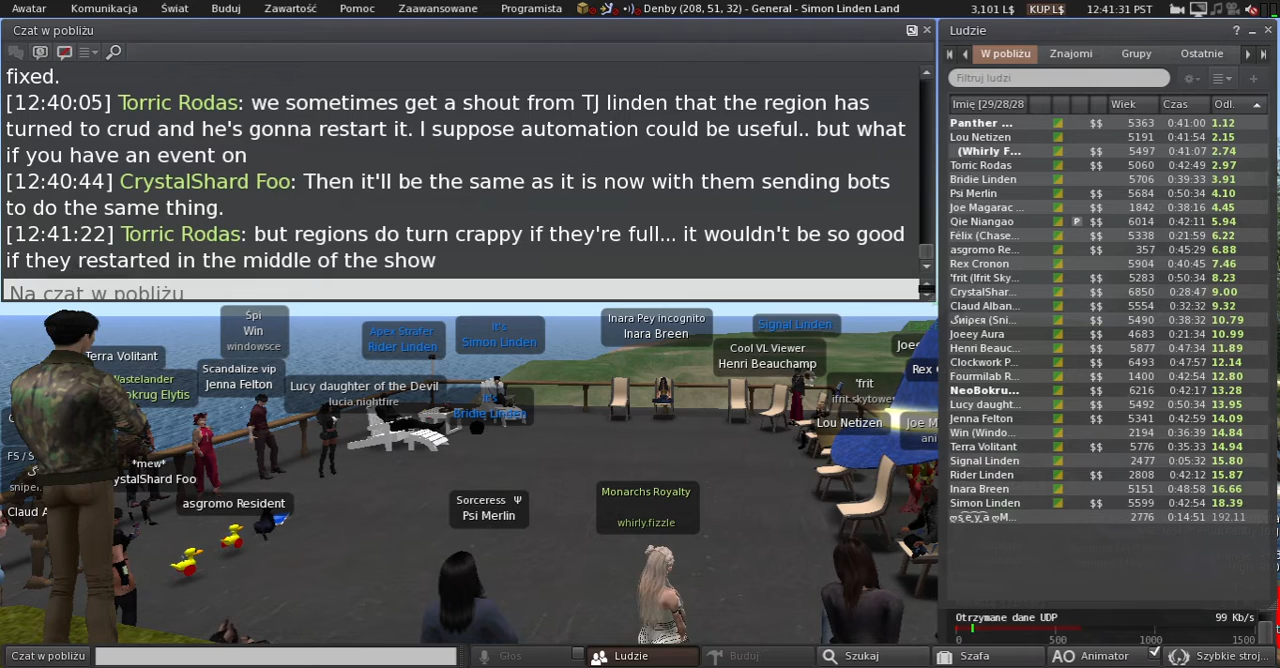 Awatar Komunikacja Świat Buduj Zawartość Pomoc Zaawansowane Programista Denby (208, 51, 32) - General - Simon Linden Land 3,101 L$ KUP L$ 12:41:31 PST
Czat w pobliżu
fixed.
[12:40:05] Torric Rodas: we sometimes get a shout from TJ linden that the region has
turned to crud and he's gonna restart it. I suppose automation could be useful.. but what
if you have an event on
[12:40:44] CrystalShard Foo: Then it'll be the same as it is now with them sending bots
to do the same thing.
[12:41:22] Torric Rodas: but regions do turn crappy if they're full... it wouldn't be so good
if they restarted in the middle of the show
Na czat w pobliżu
Ludzie
W pobliżu Znajomi Grupy Ostatnie
Filtruj ludzi
Imię [29/28/28 Wiek Czas Odl.
Panther ... $$ 5363 0:41:00 1.12
Lou Netizen 5191 0:41:54 2.15
(Whirly F... $$ 5497 0:41:07 2.74
Torric Rodas $$ 5060 0:42:49 2.97
Bridie Linden 5706 0:39:33 3.91
Psi Merlin $$ 5684 0:50:34 4.10
Joe Magarac ... $$ 1842 0:38:16 4.45
Qie Niangao P $$ 6014 0:42:11 5.94
Félix (Chase... $$ 5338 0:21:59 6.22
asgromo Re... $$ 357 0:45:29 6.88
Rex Cronon 5904 0:40:45 7.46
'frit (Ifrit Sky... $$ 5283 0:50:34 8.23
CrystalShar... $$ 6850 0:28:47 9.00
Claud Alban... $$ 5554 0:32:32 9.32
(Sni... $$ 5490 0:38:32 10.79
Joeey Aura $$ 4683 0:21:34 10.99
Henri Beauc... $$ 5877 0:47:34 11.89
Clockwork P... $$ 6493 0:47:57 12.14
Fourmilab R... $$ 1400 0:42:54 12.80
NeoBokru... $$ 6216 0:42:17 13.28
Lucy daught... $$ 5492 0:50:34 13.95
Jenna Felton $$ 5341 0:42:59 14.09
Win (Windo... 2194 0:36:39 14.84
Terra Volitant $$ 5776 0:35:33 14.94
Signal Linden 2477 0:05:32 15.80
Rider Linden $$ 2808 0:42:12 15.87
Inara Breen 5151 0:48:58 16.66
Simon Linden $$ 5599 0:42:54 18.39
2776 0:14:51 192.11
Śpi
Win
windowsce
Apex Strafer
Rider Linden
It's
Simon Linden
Inara Pey incognito
Inara Breen
Signal Linden
Terra Volitant
Wastelander
okrug Elytis
Scandalize vip
Jenna Felton
Lucy daughter of the Devil
lucia.nightfire
It's
Bridie Linden
Cool VL Viewer
Henri Beauchamp
Joe
Rex
'frit
ifrit skytower
Lou Netizen
Joe M
ani
FS / S
snipe
Claud A
*mew*
ystalShard Foo
asgromo Resident
Sorceress Ψ
Psi Merlin
Monarchs Royalty
whirly.fizzle
Otrzymane dane UDP 99 Kb/s
0 500 1000 1500
Czat w pobliżu Głos Ludzie Buduj Szukaj Szafa AO Animator Szybkie stroj...